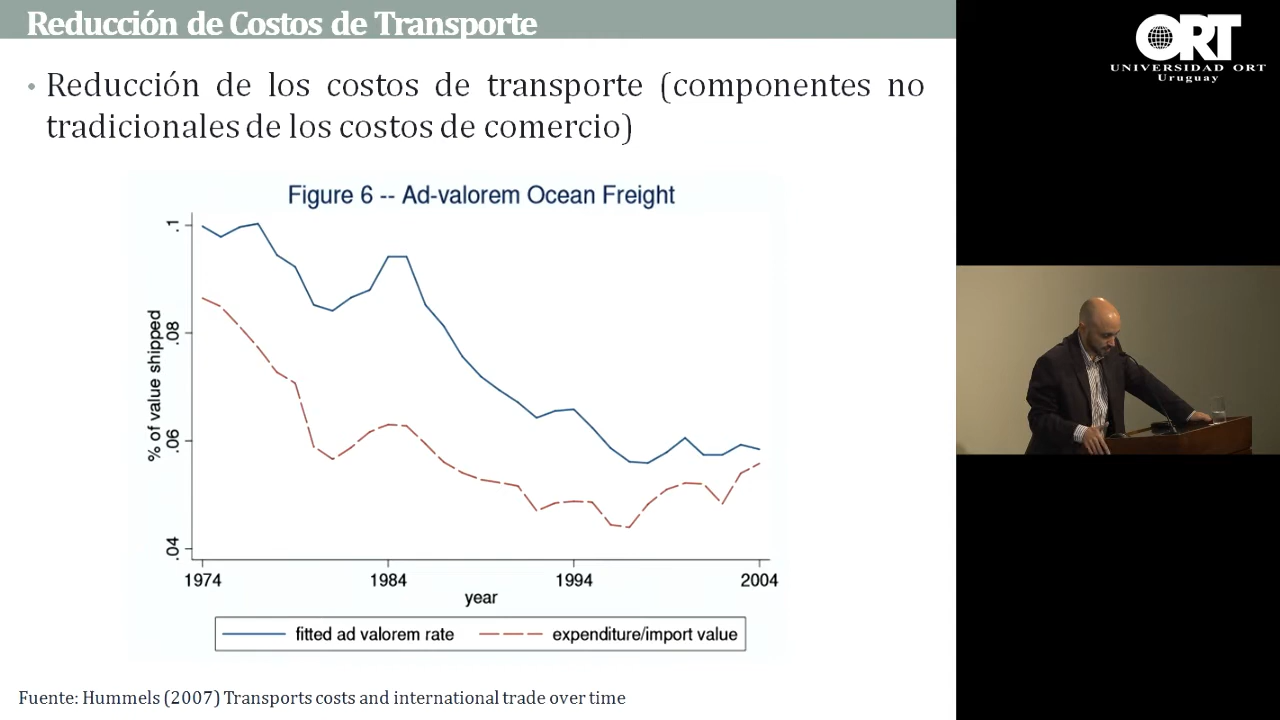 Reducción de Costos de Transporte
ORT
UNIVERSIDAD ORT
Uruguay
• Reducción de los costos de transporte (componentes no
tradicionales de los costos de comercio)
Figure 6 -- Ad-valorem Ocean Freight
% of value shipped
.1
.08
.06
.04
1974
1984
1994
2004
year
fitted ad valorem rate
expenditure/import value
Fuente: Hummels (2007) Transports costs and international trade over time